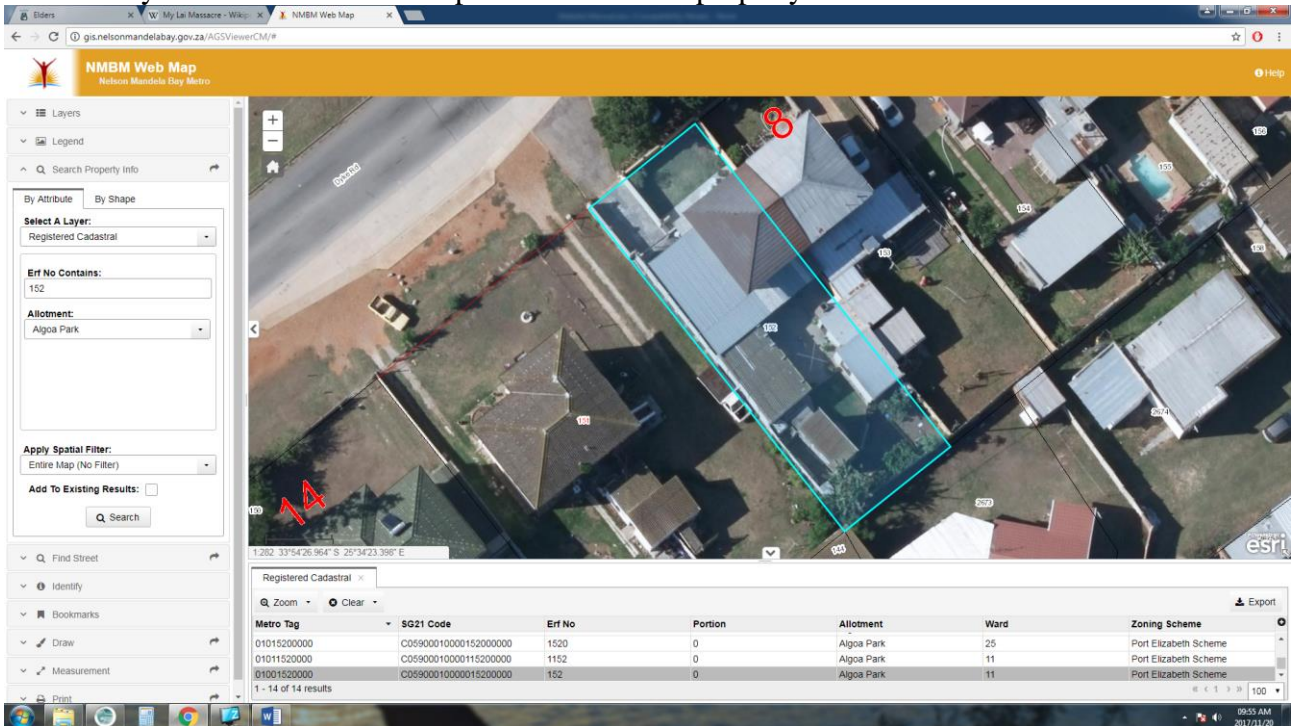 Elders
My Lai Massacre - Wikip
NMBM Web Map
gis.nelsonmandelabay.gov.za/AGSViewerCM/#
NMBM Web Map
Nelson Mandela Bay Metro
Help
Layers
Legend
Search Property Info
By Attribute By Shape
Select A Layer:
Registered Cadastral
Erf No Contains:
152
Allotment:
Algoa Park
Apply Spatial Filter:
Entire Map (No Filter)
Add To Existing Results:
Search
Find Street
Identify
Bookmarks
Draw
Measurement
Print
Dyke Rd
8
156
155
154
153
152
151
150
14
158
2674
2673
144
1:282 33°54'26.964" S 25°34'23.398" E
esri
Registered Cadastral
Zoom Clear Export
Metro Tag SG21 Code Erf No Portion Allotment Ward Zoning Scheme
01015200000 C05900010000152000000 1520 0 Algoa Park 25 Port Elizabeth Scheme
01011520000 C05900010000115200000 1152 0 Algoa Park 11 Port Elizabeth Scheme
01001520000 C05900010000015200000 152 0 Algoa Park 11 Port Elizabeth Scheme
1 - 14 of 14 results
1 100
09:55 AM
2017/11/20